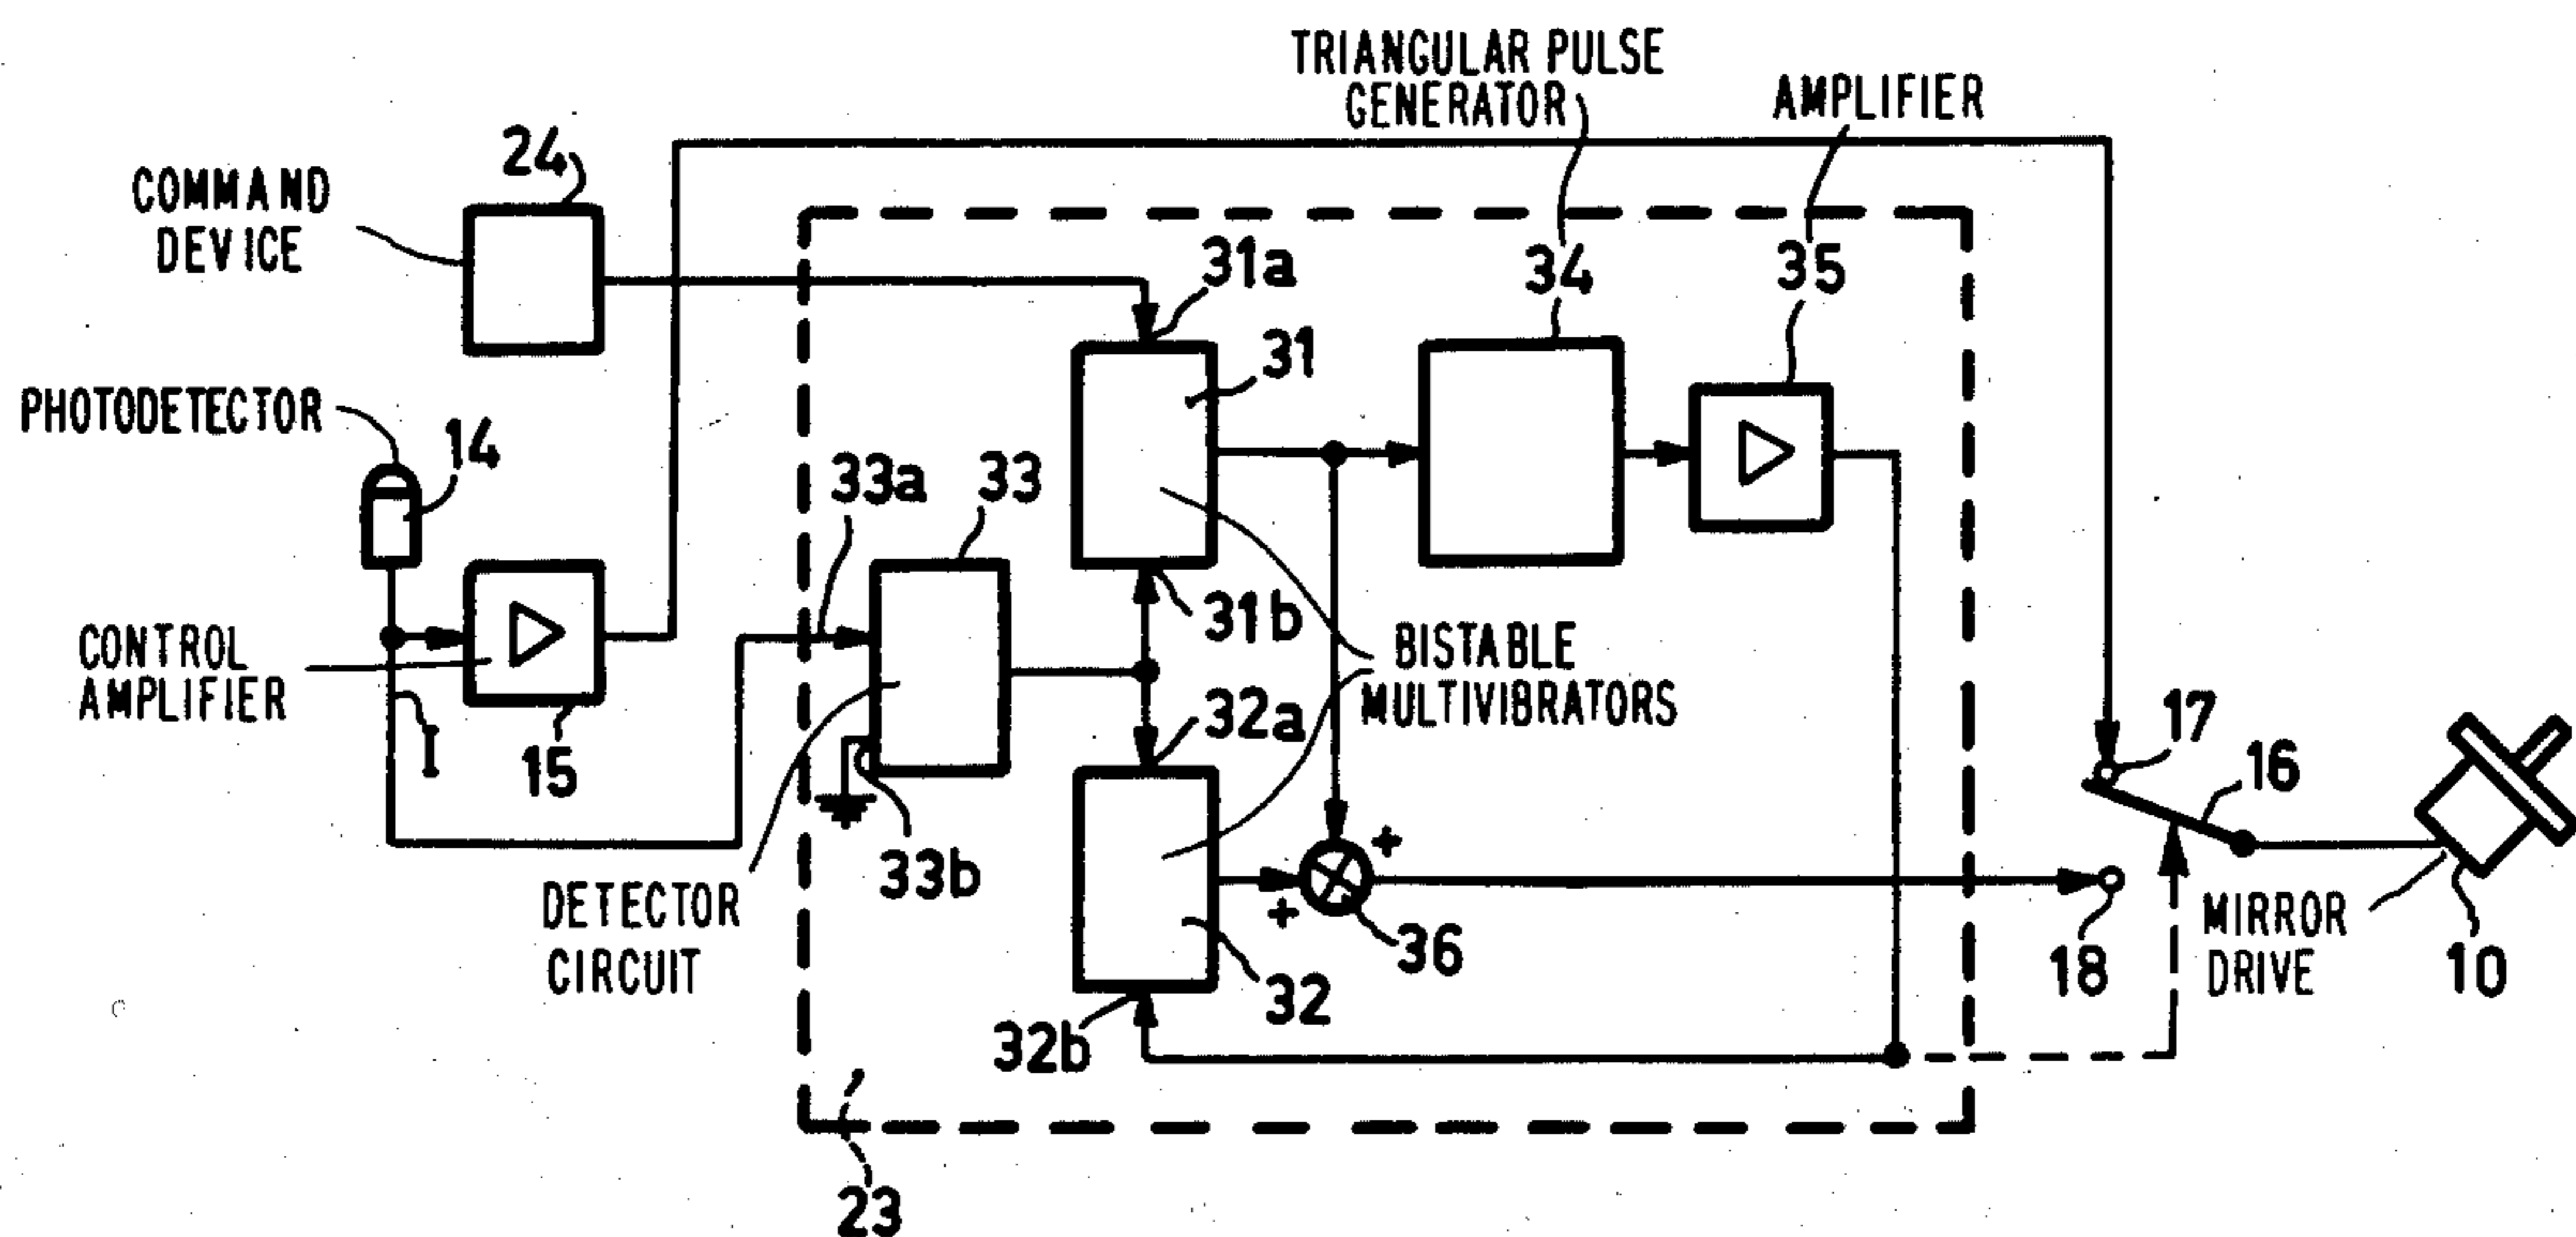 TRIANGULAR PULSE
GENERATOR
AMPLIFIER
COMMAND
DEVICE
24
31a
34
35
31
PHOTODETECTOR
14
33a
33
31b
CONTROL
AMPLIFIER
15
I
BISTABLE
MULTIVIBRATORS
32a
17
16
33b
+
+
DETECTOR
CIRCUIT
36
32
32b
18
MIRROR
DRIVE
10
23